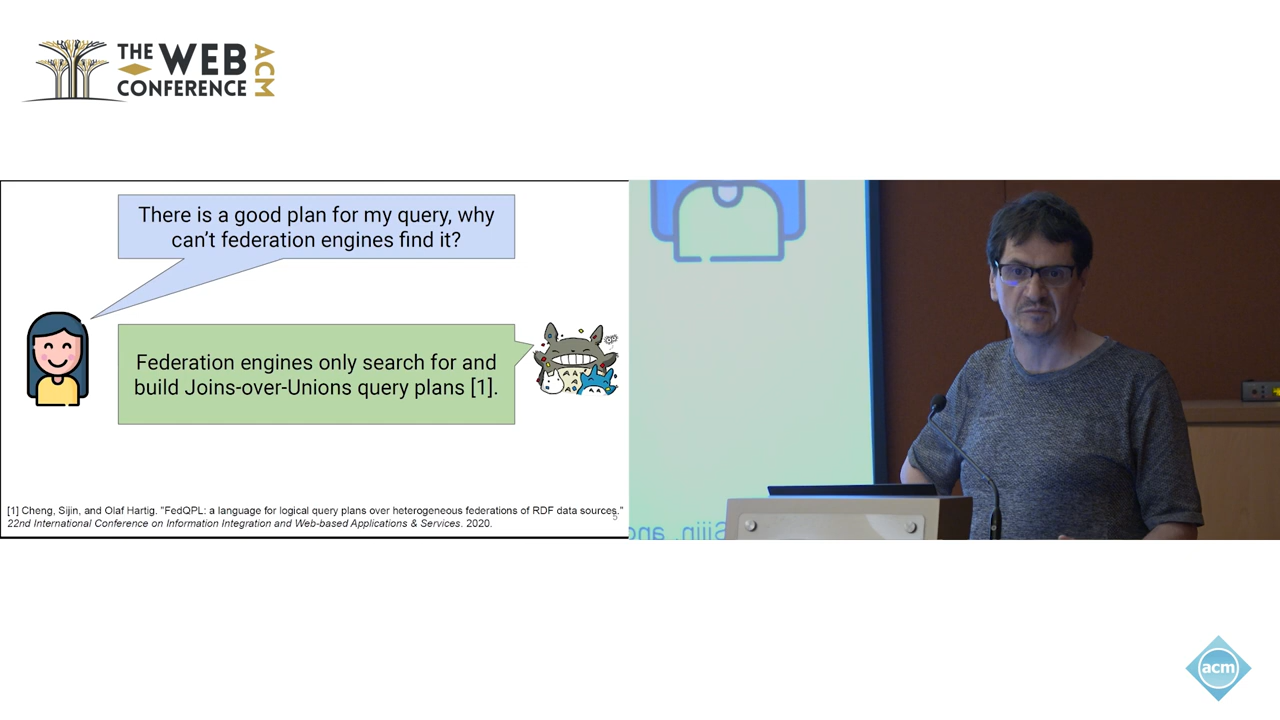 THE WEB
CONFERENCE
ACM
There is a good plan for my query, why
can't federation engines find it?
Federation engines only search for and
build Joins-over-Unions query plans [1].
[1] Cheng, Sijin, and Olaf Hartig. "FedQPL: a language for logical query plans over heterogeneous federations of RDF data sources."
22nd International Conference on Information Integration and Web-based Applications & Services. 2020.
5
Sijin, and
acm